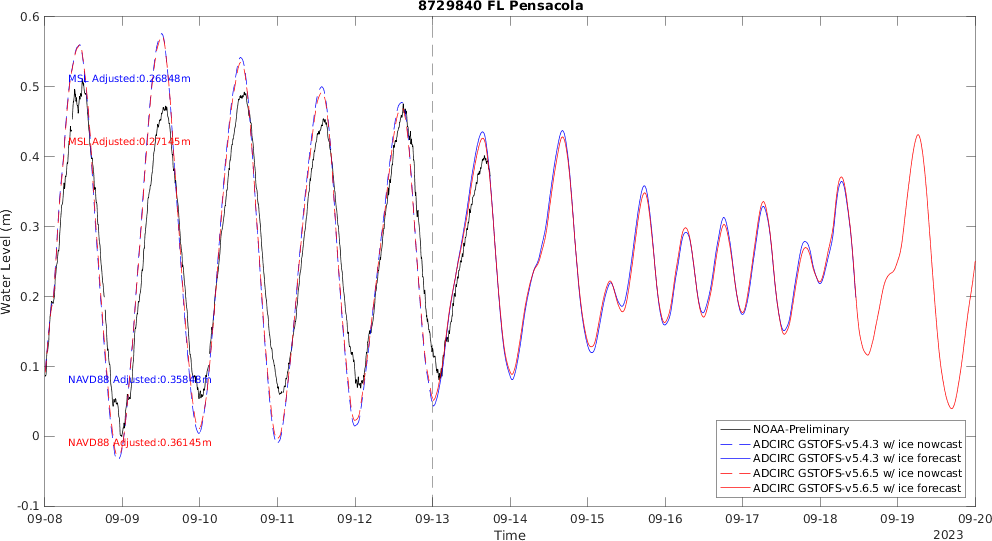 8729840 FL Pensacola
0.6
0.5
0.4
0.3
0.2
0.1
0
-0.1
Water Level (m)
MSL Adjusted:0.26848m
MSL Adjusted:0.27145m
NAVD88 Adjusted:0.35848m
NAVD88 Adjusted:0.36145m
NOAA-Preliminary
ADCIRC GSTOFS-v5.4.3 w/ ice nowcast
ADCIRC GSTOFS-v5.4.3 w/ ice forecast
ADCIRC GSTOFS-v5.6.5 w/ ice nowcast
ADCIRC GSTOFS-v5.6.5 w/ ice forecast
09-08 09-09 09-10 09-11 09-12 09-13 09-14 09-15 09-16 09-17 09-18 09-19 09-20
Time
2023